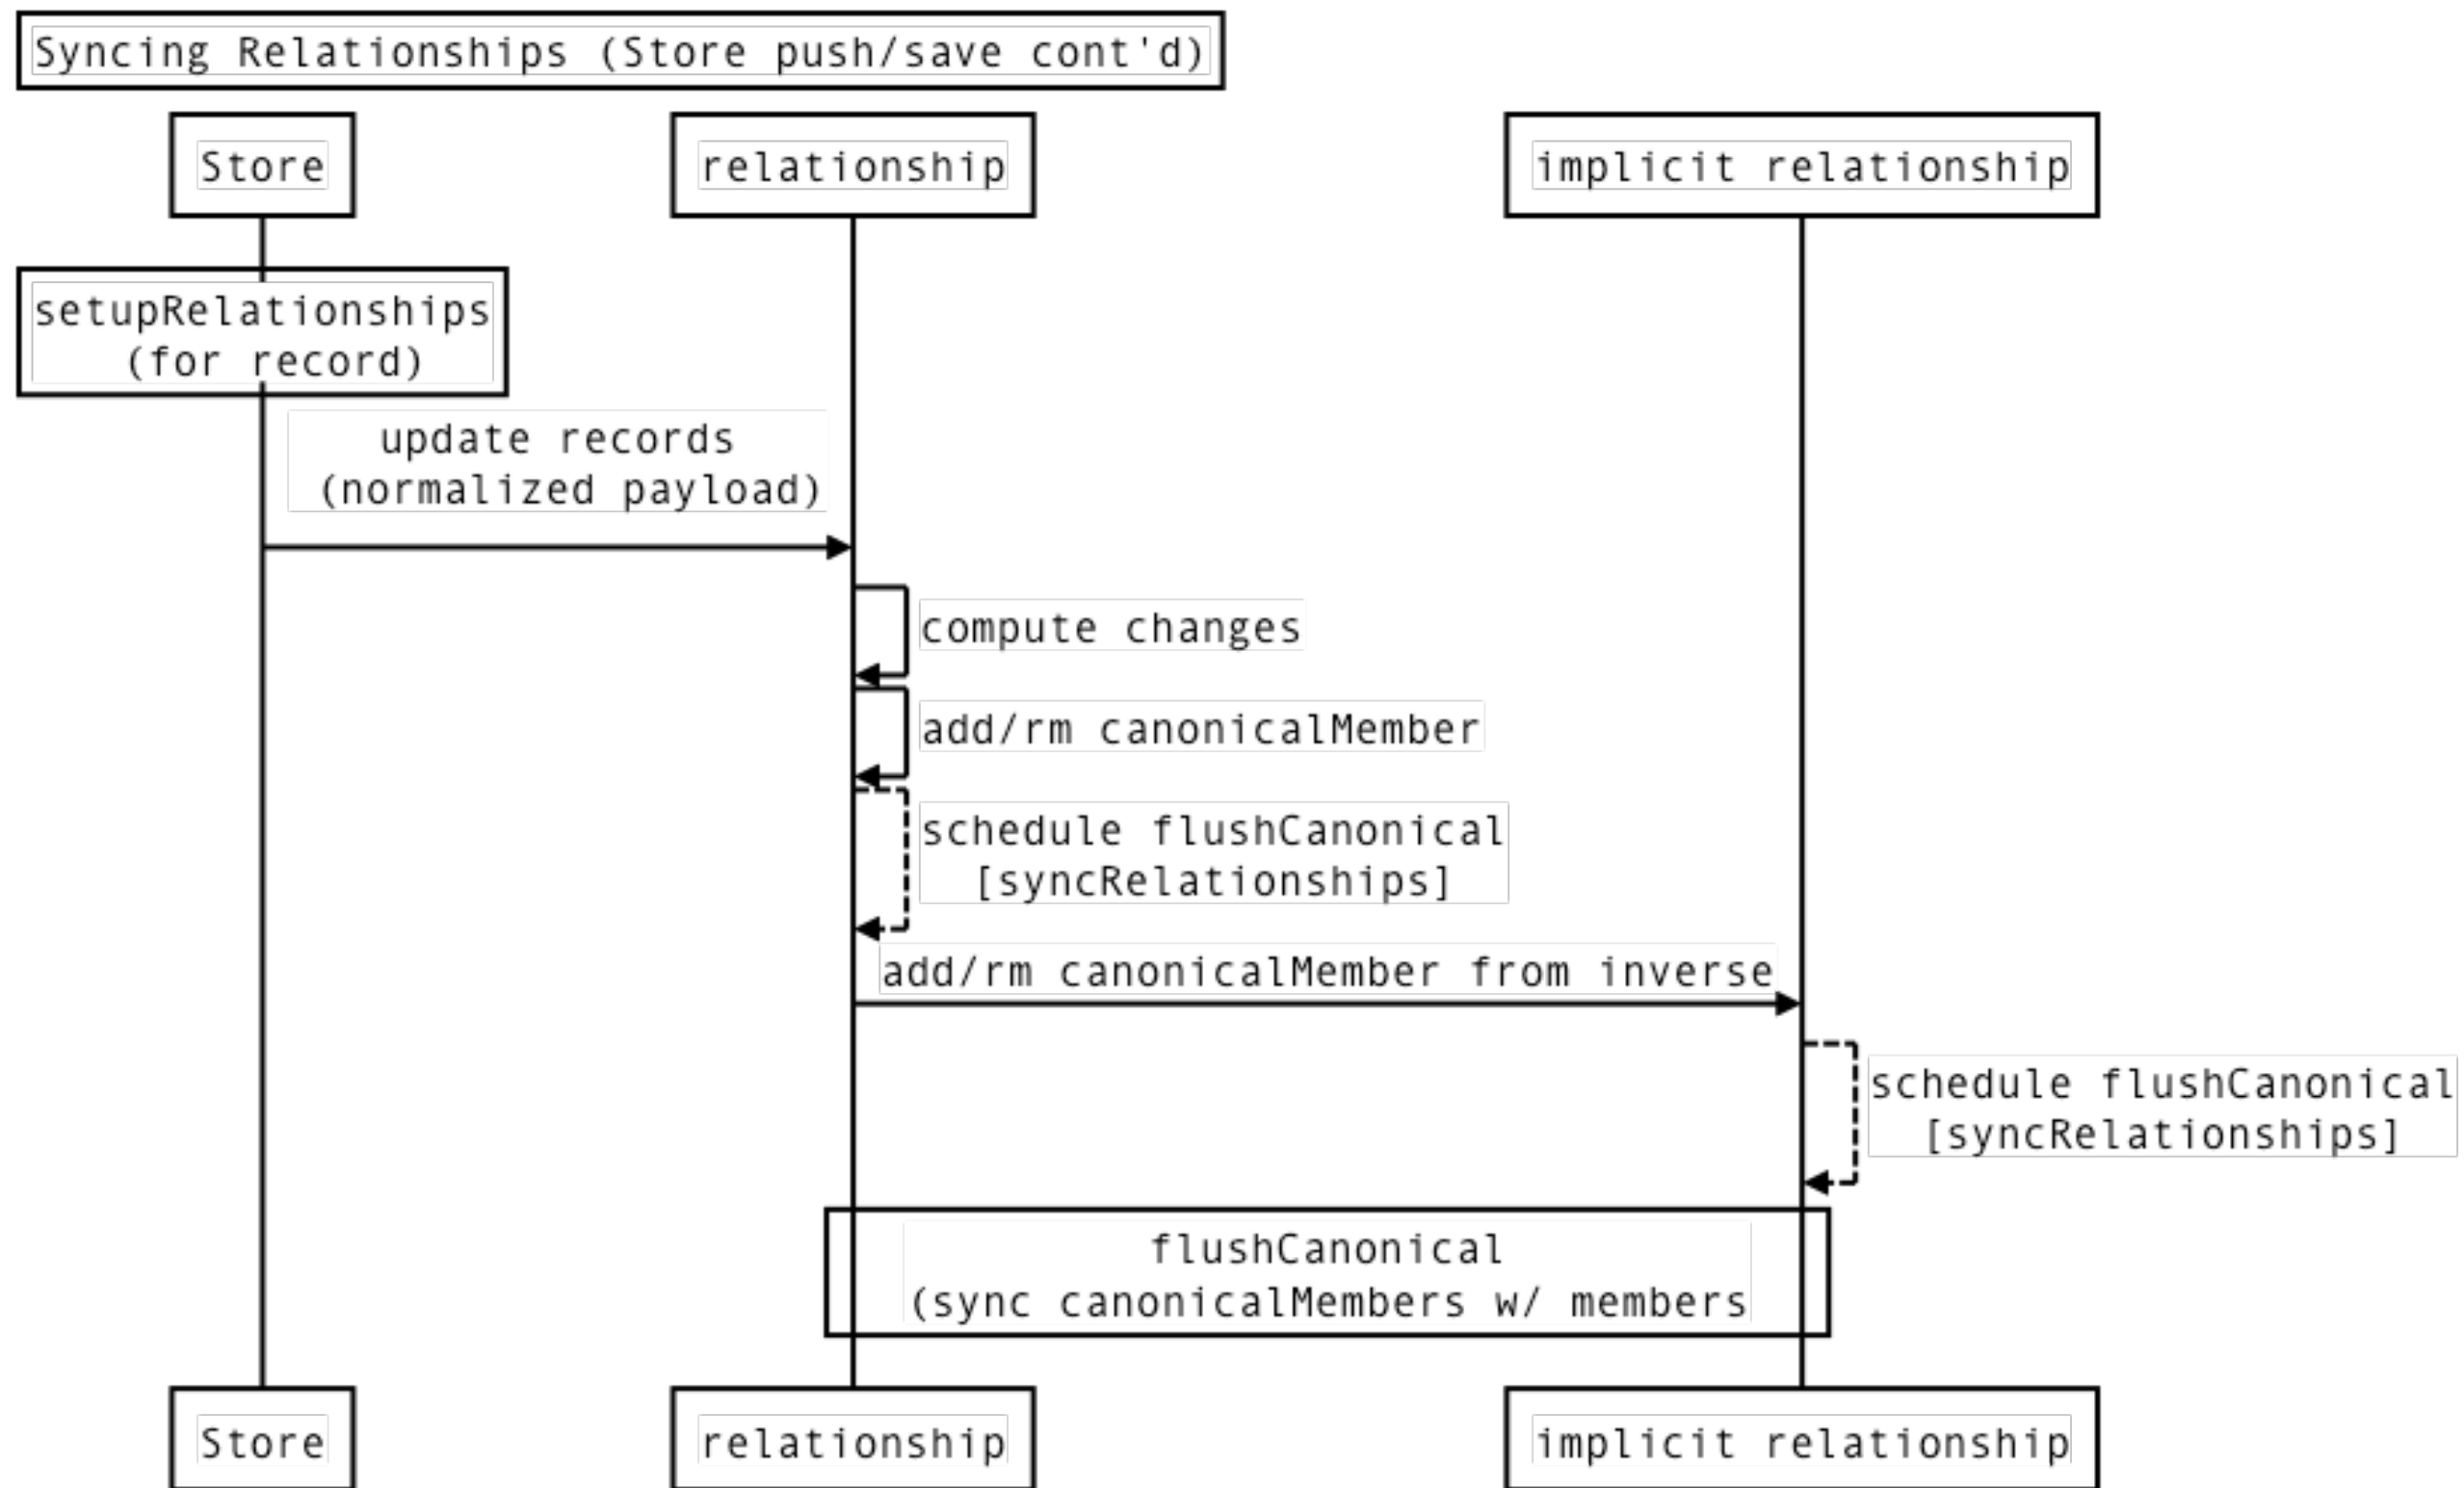 Syncing Relationships (Store push/save cont'd)
Store
relationship
implicit relationship
setupRelationships
(for record)
update records
(normalized payload)
compute changes
add/rm canonicalMember
schedule flushCanonical
[syncRelationships]
add/rm canonicalMember from inverse
schedule flushCanonical
[syncRelationships]
flushCanonical
(sync canonicalMembers w/ members
Store
relationship
implicit relationship